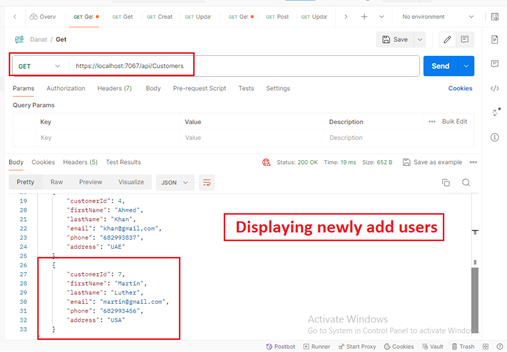 Overv
GET Get
GET Get
GET Creat
GET Updat
GET Get
GET Post
GET Updat
No environment
Danat / Get
Save
GET
https://localhost:7067/api/Customers
Send
Params Authorization Headers (7) Body Pre-request Script Tests Settings Cookies
Query Params
Key Value Description Bulk Edit
Key Value Description
Body Cookies Headers (5) Test Results Status: 200 OK Time: 19 ms Size: 652 B Save as example
Pretty Raw Preview Visualize JSON
19 "customerId": 4,
20 "firstName": "Ahmed",
21 "lastName": "Khan",
22 "email": "khan@gmail,com",
23 "phone": "682993837",
24 "address": "UAE"
25 },
26 {
27 "customerId": 7,
28 "firstName": "Martin",
29 "lastName": "Luther",
30 "email": "martin@gmail.com",
31 "phone": "682993486",
32 "address": "USA"
33 }
Displaying newly add users
Activate Windows
Go to System in Control Panel to activate Windows
Postbot Runner Start Proxy Cookies Vault Trash